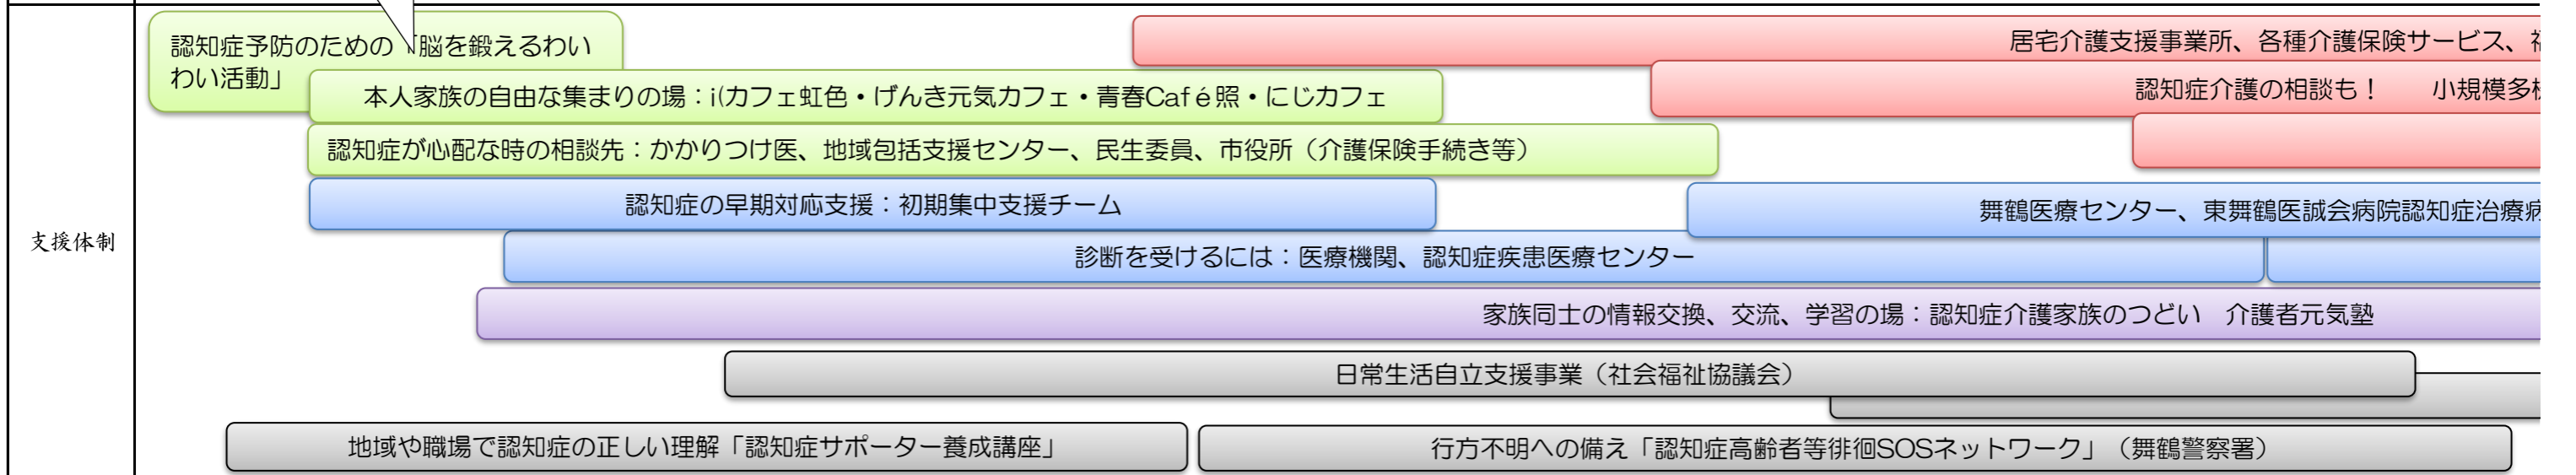 支援体制
認知症予防のための「脳を鍛えるわい
わい活動」
居宅介護支援事業所、各種介護保険サービス、
本人家族の自由な集まりの場：i(カフェ虹色・げんき元気カフェ・青春Café照・にじカフェ
認知症介護の相談も！　小規模多
認知症が心配な時の相談先：かかりつけ医、地域包括支援センター、民生委員、市役所（介護保険手続き等）
認知症の早期対応支援：初期集中支援チーム
舞鶴医療センター、東舞鶴医誠会病院認知症治療病
診断を受けるには：医療機関、認知症疾患医療センター
家族同士の情報交換、交流、学習の場：認知症介護家族のつどい　介護者元気塾
日常生活自立支援事業（社会福祉協議会）
地域や職場で認知症の正しい理解「認知症サポーター養成講座」
行方不明への備え「認知症高齢者等徘徊SOSネットワーク」（舞鶴警察署）